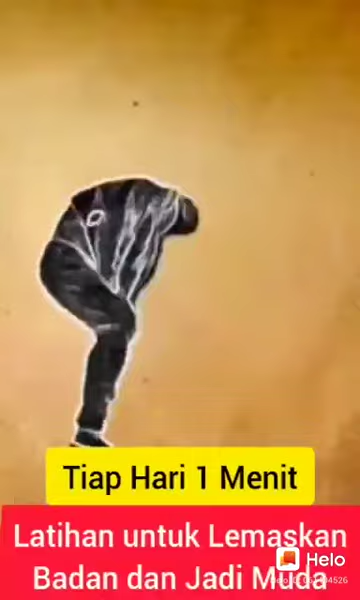 Tiap Hari 1 Menit
Latihan untuk Lemaskan
Badan dan Jadi Muda
Helo